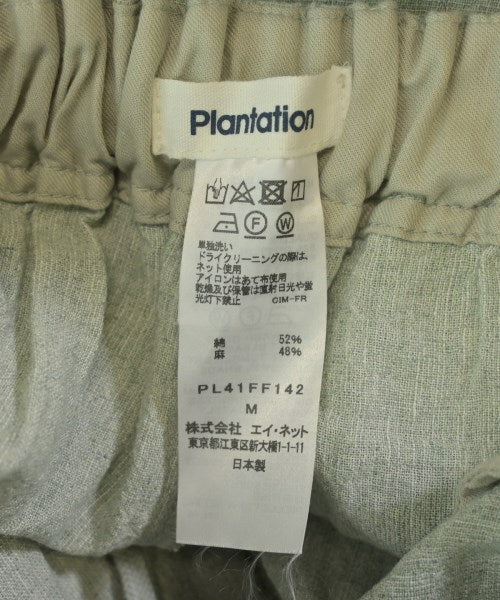 Plantation
単独洗い
ドライクリーニングの際は、
ネット使用
アイロンはあて布使用
乾燥及び保管は直射日光や蛍
光灯下禁止 CIM-FR
綿 52%
麻 48%
PL41FF142
M
株式会社 エイ・ネット
東京都江東区新大橋1-1-11
日本製